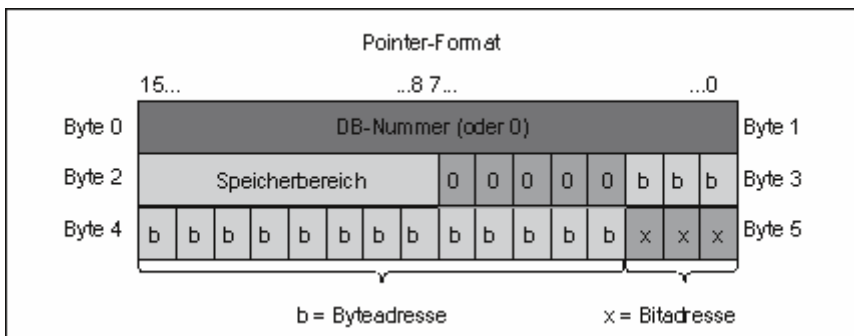 Pointer-Format
15... ...8 7... ...0
Byte 0 DB-Nummer (oder 0) Byte 1
Byte 2 Speicherbereich 0 0 0 0 0 b b b Byte 3
Byte 4 b b b b b b b b b b b b b x x x Byte 5
b = Byteadresse x = Bitadresse